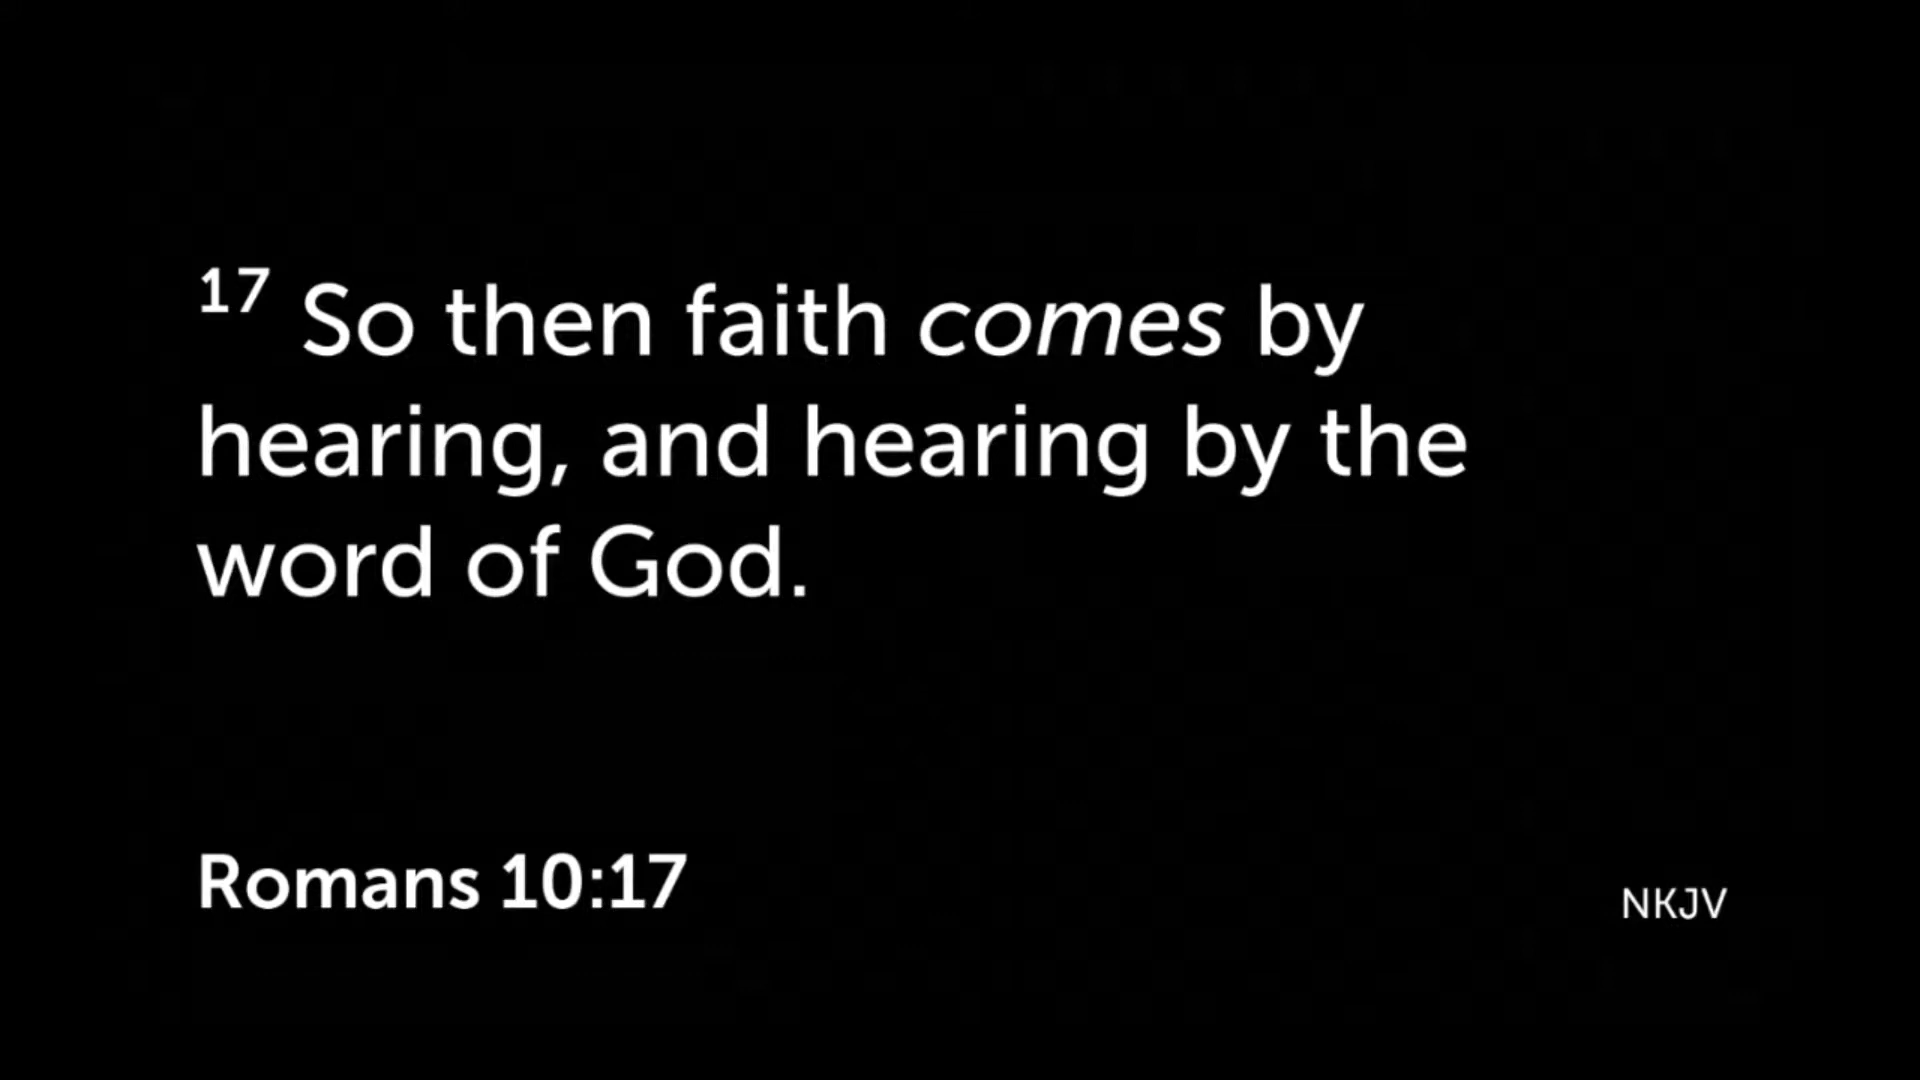 17 So then faith comes by
hearing, and hearing by the
word of God.
Romans 10:17
NKJV